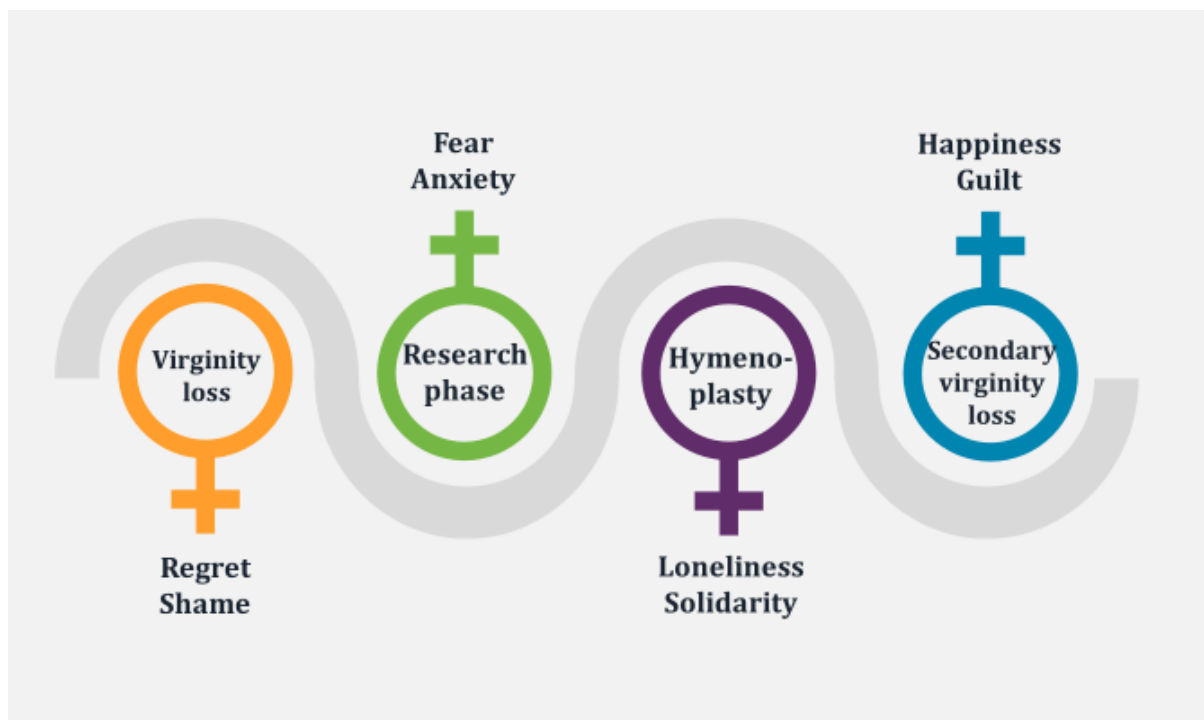 Virginity
loss
Regret
Shame
Fear
Anxiety
Research
phase
Hymeno-
plasty
Loneliness
Solidarity
Happiness
Guilt
Secondary
virginity
loss